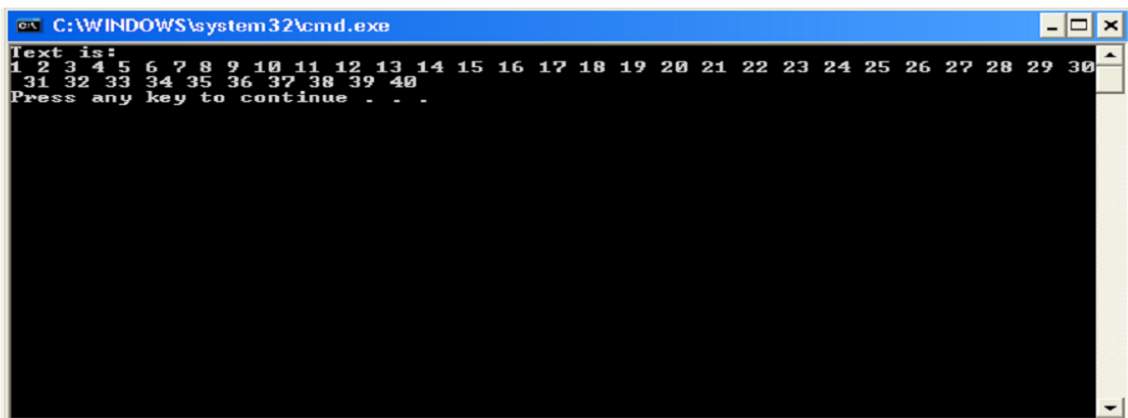 C:\WINDOWS\system32\cmd.exe
Text is:
1 2 3 4 5 6 7 8 9 10 11 12 13 14 15 16 17 18 19 20 21 22 23 24 25 26 27 28 29 30
31 32 33 34 35 36 37 38 39 40
Press any key to continue . . .